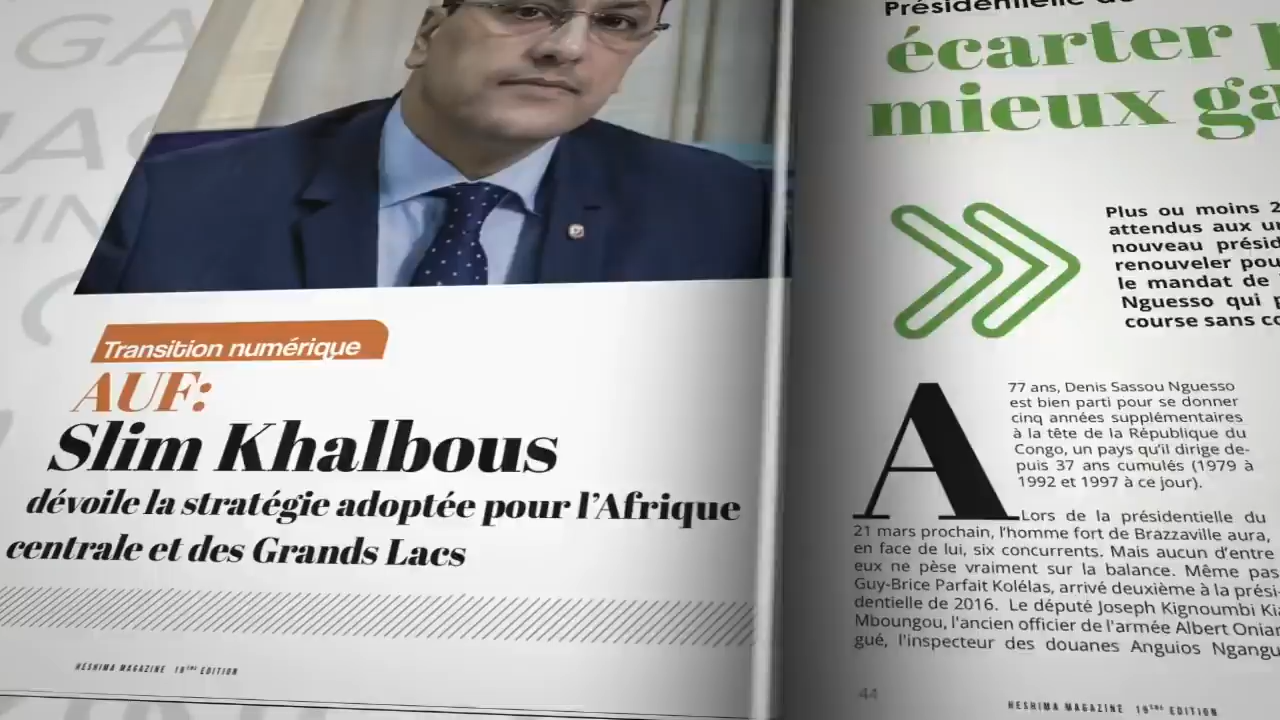 Transition numérique
AUF:
Slim Khalbous
dévoile la stratégie adoptée pour l'Afrique
centrale et des Grands Lacs
HESHIMA MAGAZINE 18ème EDITION
écarter
mieux
Plus ou moins
attendus aux
nouveau
renouveler
le mandat de
Nguesso qui
course sans
A
77 ans, Denis Sassou Nguesso
est bien parti pour se donner
cinq années supplémentaires
à la tête de la République du
Congo, un pays qu'il dirige de-
puis 37 ans cumulés (1979 à
1992 et 1997 à ce jour).
Lors de la présidentielle du
21 mars prochain, l'homme fort de Brazzaville aura,
en face de lui, six concurrents. Mais aucun d'entre
eux ne pèse vraiment sur la balance. Même pas
Guy-Brice Parfait Kolélas, arrivé deuxième à la prési-
dentielle de 2016. Le député Joseph Kignoumbi
Mboungou, l'ancien officier de l'armée Albert
gué, l'inspecteur des douanes Anguios
44
HESHIMA MAGAZINE 18ème EDITION